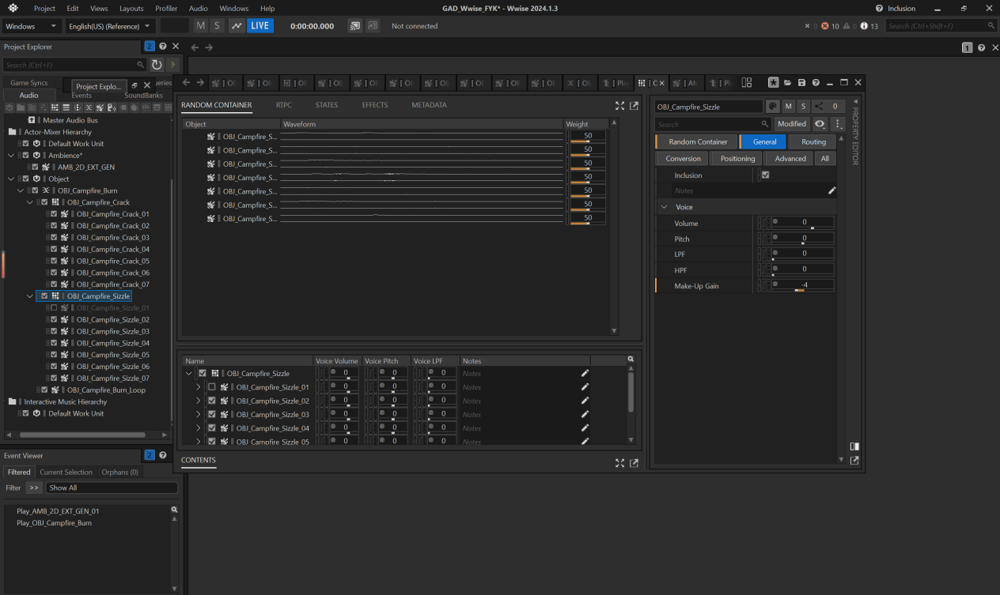 Project Edit Views Layouts Profiler Audio Windows Help
GAD_Wwise_FYK* - Wwise 2024.1.3
Inclusion
Windows English(US) (Reference) M S LIVE 0:00:00.000 Not connected
0 10 0 13 Search (Ctrl+Shift+F)
Project Explorer 2
1
Search (Ctrl+F)
Game Syncs Project Explo... ueries
Audio Events SoundBanks
Master Audio Bus
Actor-Mixer Hierarchy
Default Work Unit
Ambience*
AMB_2D_EXT_GEN
Object
OBJ_Campfire_Burn
OBJ_Campfire_Crack
OBJ_Campfire_Crack_01
OBJ_Campfire_Crack_02
OBJ_Campfire_Crack_03
OBJ_Campfire_Crack_04
OBJ_Campfire_Crack_05
OBJ_Campfire_Crack_06
OBJ_Campfire_Crack_07
OBJ_Campfire_Sizzle
OBJ_Campfire_Sizzle_01
OBJ_Campfire_Sizzle_02
OBJ_Campfire_Sizzle_03
OBJ_Campfire_Sizzle_04
OBJ_Campfire_Sizzle_05
OBJ_Campfire_Sizzle_06
OBJ_Campfire_Sizzle_07
OBJ_Campfire_Burn_Loop
Interactive Music Hierarchy
Default Work Unit
Event Viewer 2
Filtered Current Selection Orphans (0)
Filter >> Show All
Play_AMB_2D_EXT_GEN_01
Play_OBJ_Campfire_Burn
RANDOM CONTAINER RTPC STATES EFFECTS METADATA
Object Waveform Weight
OBJ_Campfire_S... 50
OBJ_Campfire_S... 50
OBJ_Campfire_S... 50
OBJ_Campfire_S... 50
OBJ_Campfire_S... 50
OBJ_Campfire_S... 50
OBJ_Campfire_S... 50
Name Voice Volume Voice Pitch Voice LPF Notes
OBJ_Campfire_Sizzle 0 0 0 Notes
OBJ_Campfire_Sizzle_01 0 0 0 Notes
OBJ_Campfire_Sizzle_02 0 0 0 Notes
OBJ_Campfire_Sizzle_03 0 0 0 Notes
OBJ_Campfire_Sizzle_04 0 0 0 Notes
OBJ_Campfire_Sizzle_05 0 0 0 Notes
CONTENTS
OBJ_Campfire_Sizzle M S 0
Search Modified
Random Container General Routing
Conversion Positioning Advanced All
Inclusion
Notes
Voice
Volume 0
Pitch 0
LPF 0
HPF 0
Make-Up Gain -4
PROPERTY EDITOR